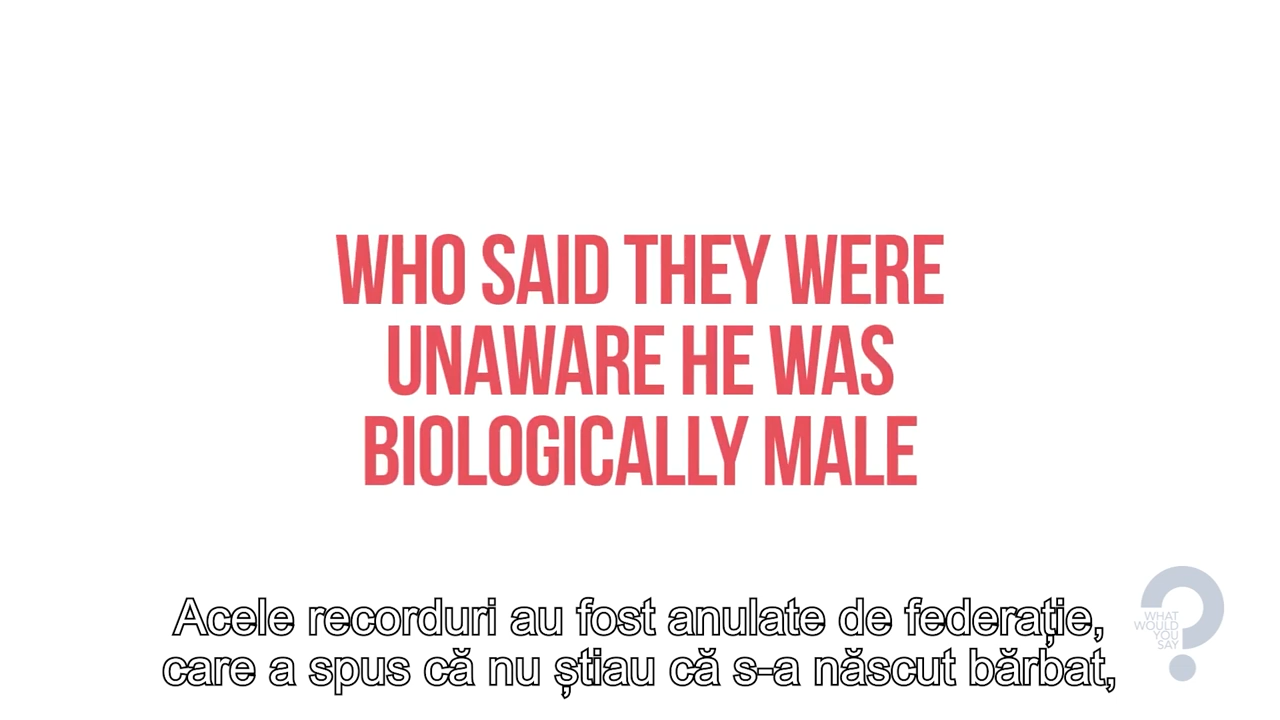 WHO SAID THEY WERE
UNAWARE HE WAS
BIOLOGICALLY MALE
Acele recorduri au fost anulate de federație,
care a spus că nu știau că s-a născut bărbat,
WHAT
WOULD
YOU
SAY